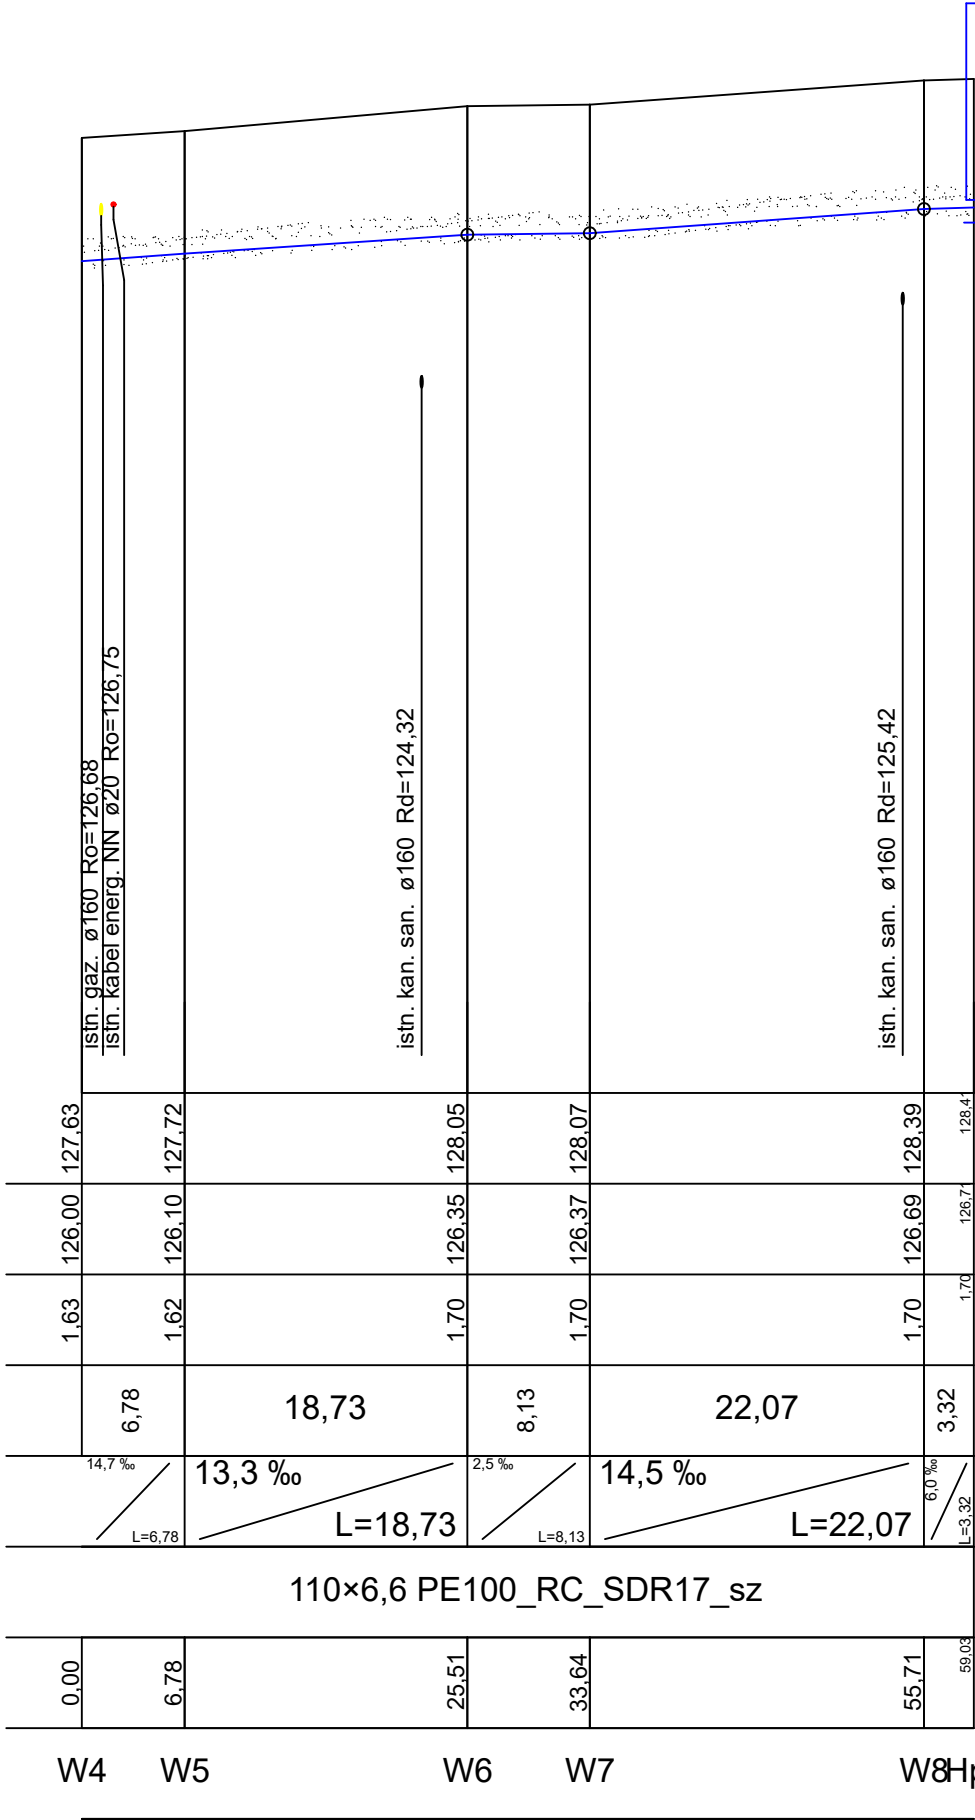 istn. gaz. ø160 Ro=126,68
istn. kabel energ. NN ø20 Ro=126,75
istn. kan. san. ø160 Rd=124,32
istn. kan. san. ø160 Rd=125,42
127,63 127,72 128,05 128,07 128,39 128,41
126,00 126,10 126,35 126,37 126,69 126,71
1,63 1,62 1,70 1,70 1,70 1,70
6,78 18,73 8,13 22,07 3,32
14,7 ‰ 13,3 ‰ 2,5 ‰ 14,5 ‰ 6,0 ‰
L=6,78 L=18,73 L=8,13 L=22,07 L=3,32
110×6,6 PE100_RC_SDR17_sz
0,00 6,78 25,51 33,64 55,71 59,03
W4 W5 W6 W7 W8